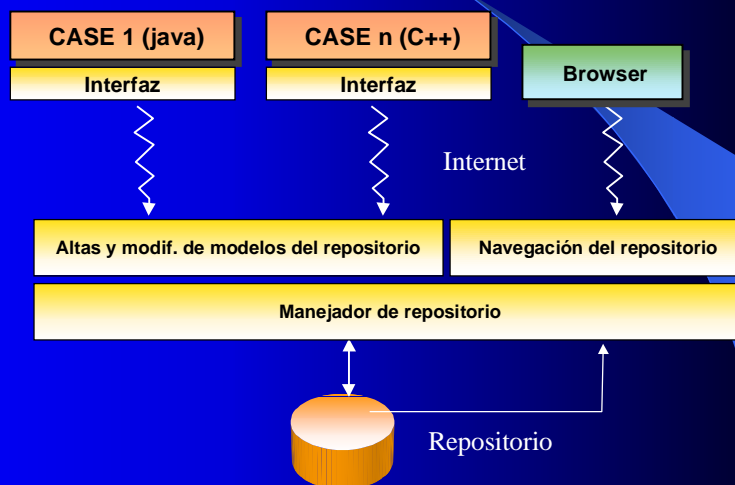 CASE 1 (java)
CASE n (C++)
Interfaz
Interfaz
Browser
Internet
Altas y modif. de modelos del repositorio
Navegación del repositorio
Manejador de repositorio
Repositorio